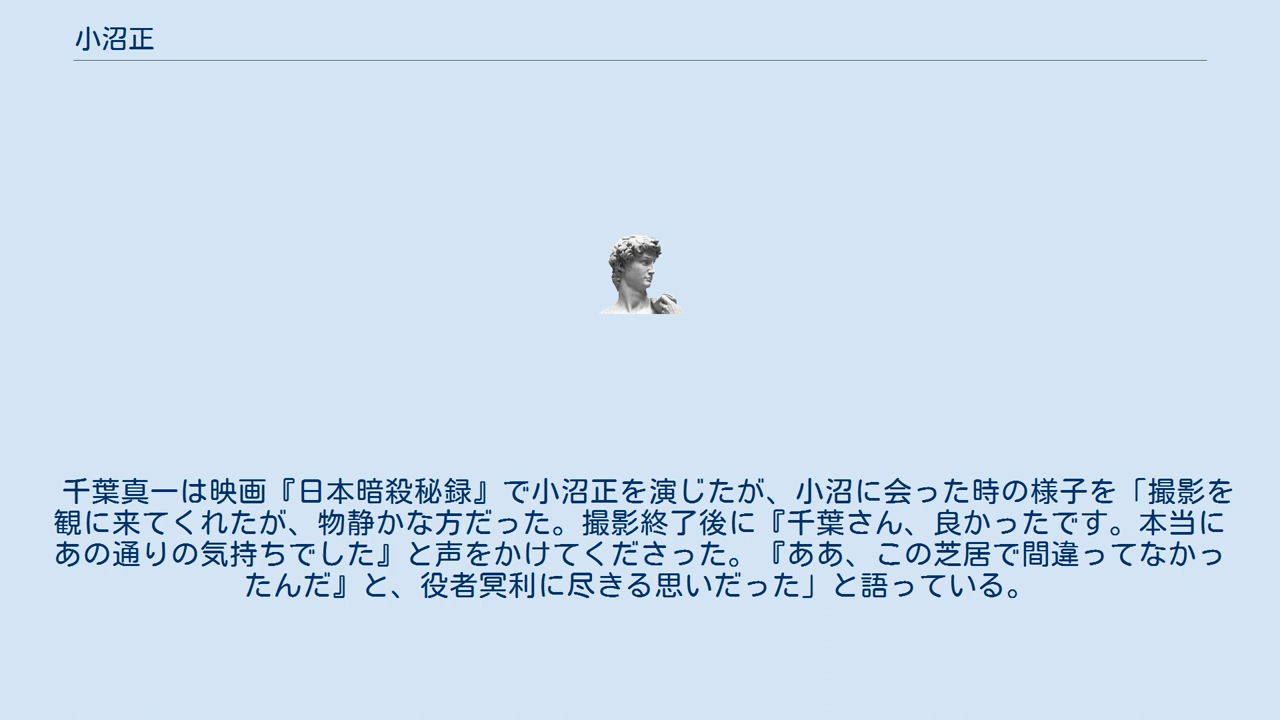 小沼正
千葉真一は映画『日本暗殺秘録』で小沼正を演じたが、小沼に会った時の様子を「撮影を
観に来てくれたが、物静かな方だった。撮影終了後に『千葉さん、良かったです。本当に
あの通りの気持ちでした』と声をかけてくださった。『ああ、この芝居で間違ってなかっ
たんだ』と、役者冥利に尽きる思いだった」と語っている。